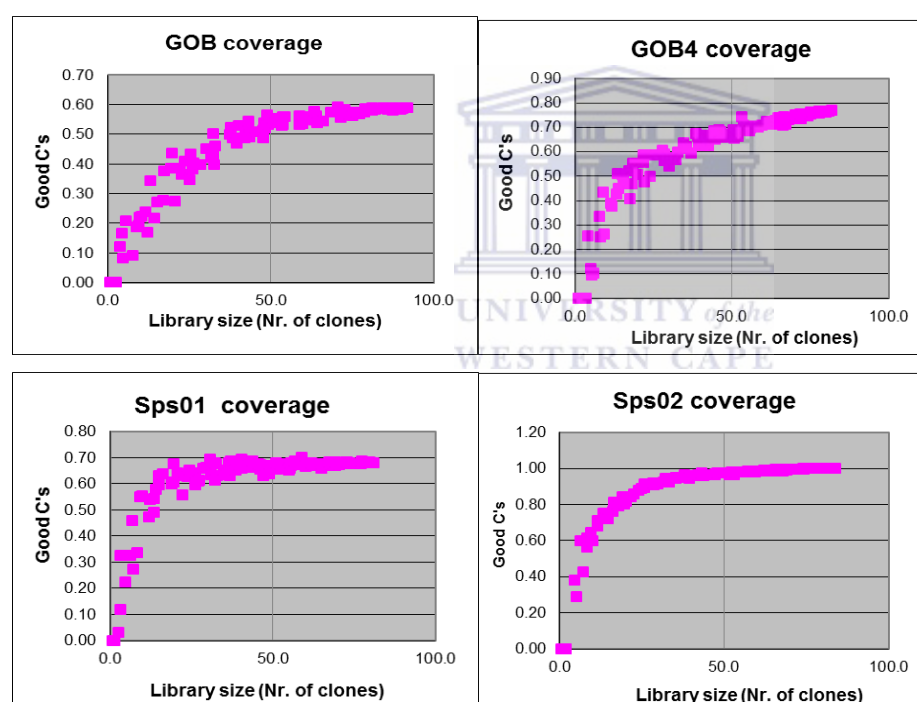 GOB coverage
0.70
0.60
0.50
0.40
0.30
0.20
0.10
0.00
0.0 50.0 100.0
Good C's
Library size (Nr. of clones)
GOB4 coverage
0.90
0.80
0.70
0.60
0.50
0.40
0.30
0.20
0.10
0.00
0.0 50.0 100.0
Good C's
Library size (Nr. of clones)
UNIVERSITY of the
WESTERN CAPE
Sps01 coverage
0.80
0.70
0.60
0.50
0.40
0.30
0.20
0.10
0.00
0.0 50.0 100.0
Good C's
Library size (Nr. of clones)
Sps02 coverage
1.20
1.00
0.80
0.60
0.40
0.20
0.00
0.0 50.0 100.0
Good C's
Library size (Nr. of clones)